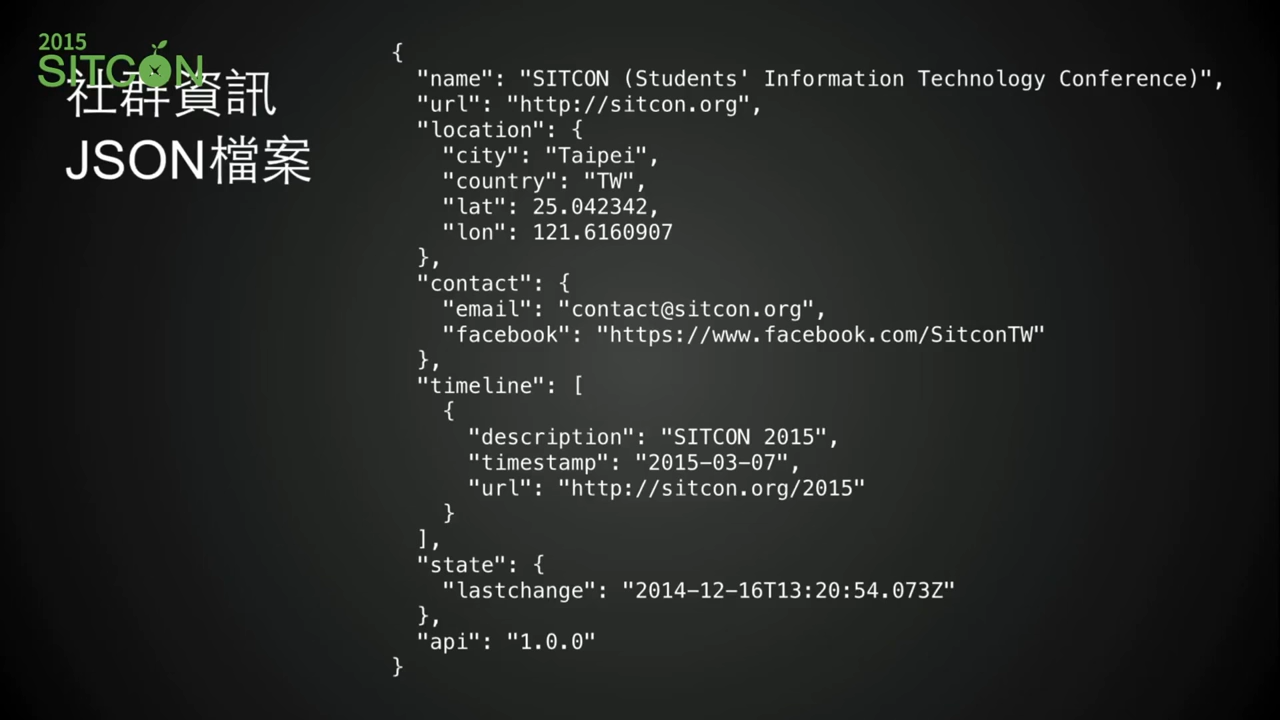 2015
SITCON
社群資訊
JSON檔案
{
  "name": "SITCON (Students' Information Technology Conference)",
  "url": "http://sitcon.org",
  "location": {
    "city": "Taipei",
    "country": "TW",
    "lat": 25.042342,
    "lon": 121.6160907
  },
  "contact": {
    "email": "contact@sitcon.org",
    "facebook": "https://www.facebook.com/SitconTW"
  },
  "timeline": [
    {
      "description": "SITCON 2015",
      "timestamp": "2015-03-07",
      "url": "http://sitcon.org/2015"
    }
  ],
  "state": {
    "lastchange": "2014-12-16T13:20:54.073Z"
  },
  "api": "1.0.0"
}